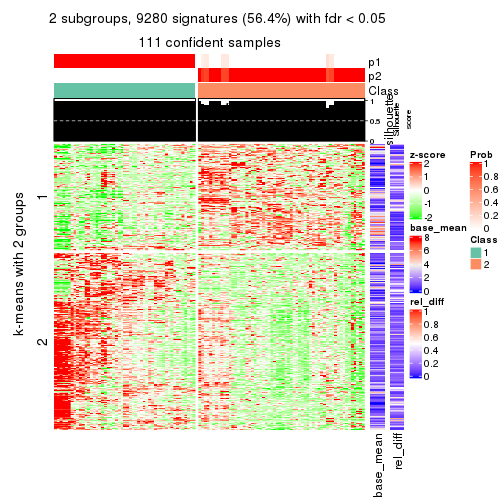 2 subgroups, 9280 signatures (56.4%) with fdr < 0.05
111 confident samples
p1
p2
Class
silhouette
Silhouette
score
1
0.5
0
k-means with 2 groups
1
2
base_mean
rel_diff
z-score
2
1
0
-1
-2
base_mean
8
6
4
2
0
rel_diff
1
0.8
0.6
0.4
0.2
0
Prob
1
0.8
0.6
0.4
0.2
0
Class
1
2